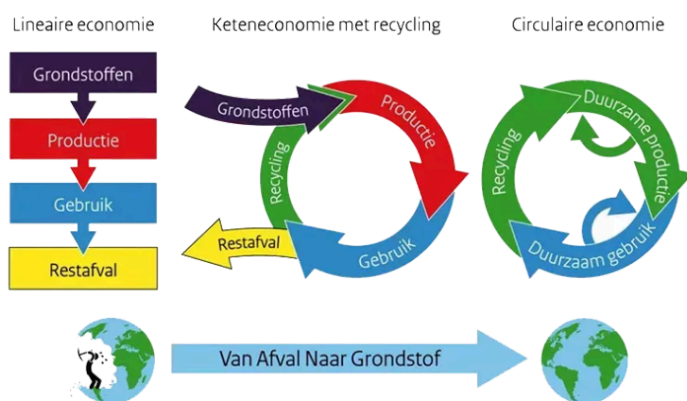 Lineaire economie
Grondstoffen
Productie
Gebruik
Restafval
Keteneconomie met recycling
Grondstoffen
Productie
Gebruik
Recycling
Restafval
Circulaire economie
Duurzame productie
Duurzaam gebruik
Recycling
Van Afval Naar Grondstof